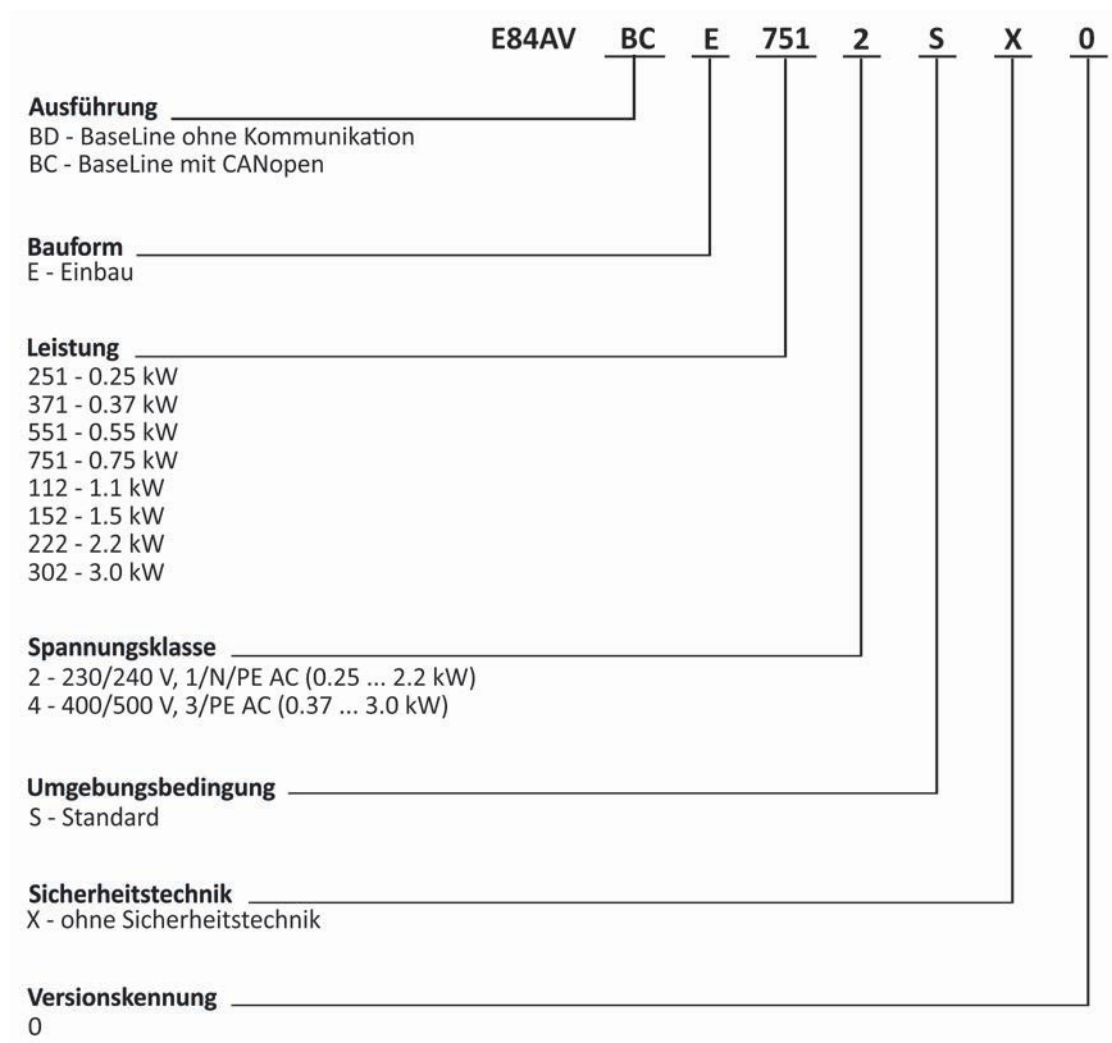 E84AV BC E 751 2 S X 0
Ausführung
BD - BaseLine ohne Kommunikation
BC - BaseLine mit CANopen
Bauform
E - Einbau
Leistung
251 - 0.25 kW
371 - 0.37 kW
551 - 0.55 kW
751 - 0.75 kW
112 - 1.1 kW
152 - 1.5 kW
222 - 2.2 kW
302 - 3.0 kW
Spannungsklasse
2 - 230/240 V, 1/N/PE AC (0.25 ... 2.2 kW)
4 - 400/500 V, 3/PE AC (0.37 ... 3.0 kW)
Umgebungsbedingung
S - Standard
Sicherheitstechnik
X - ohne Sicherheitstechnik
Versionskennung
0